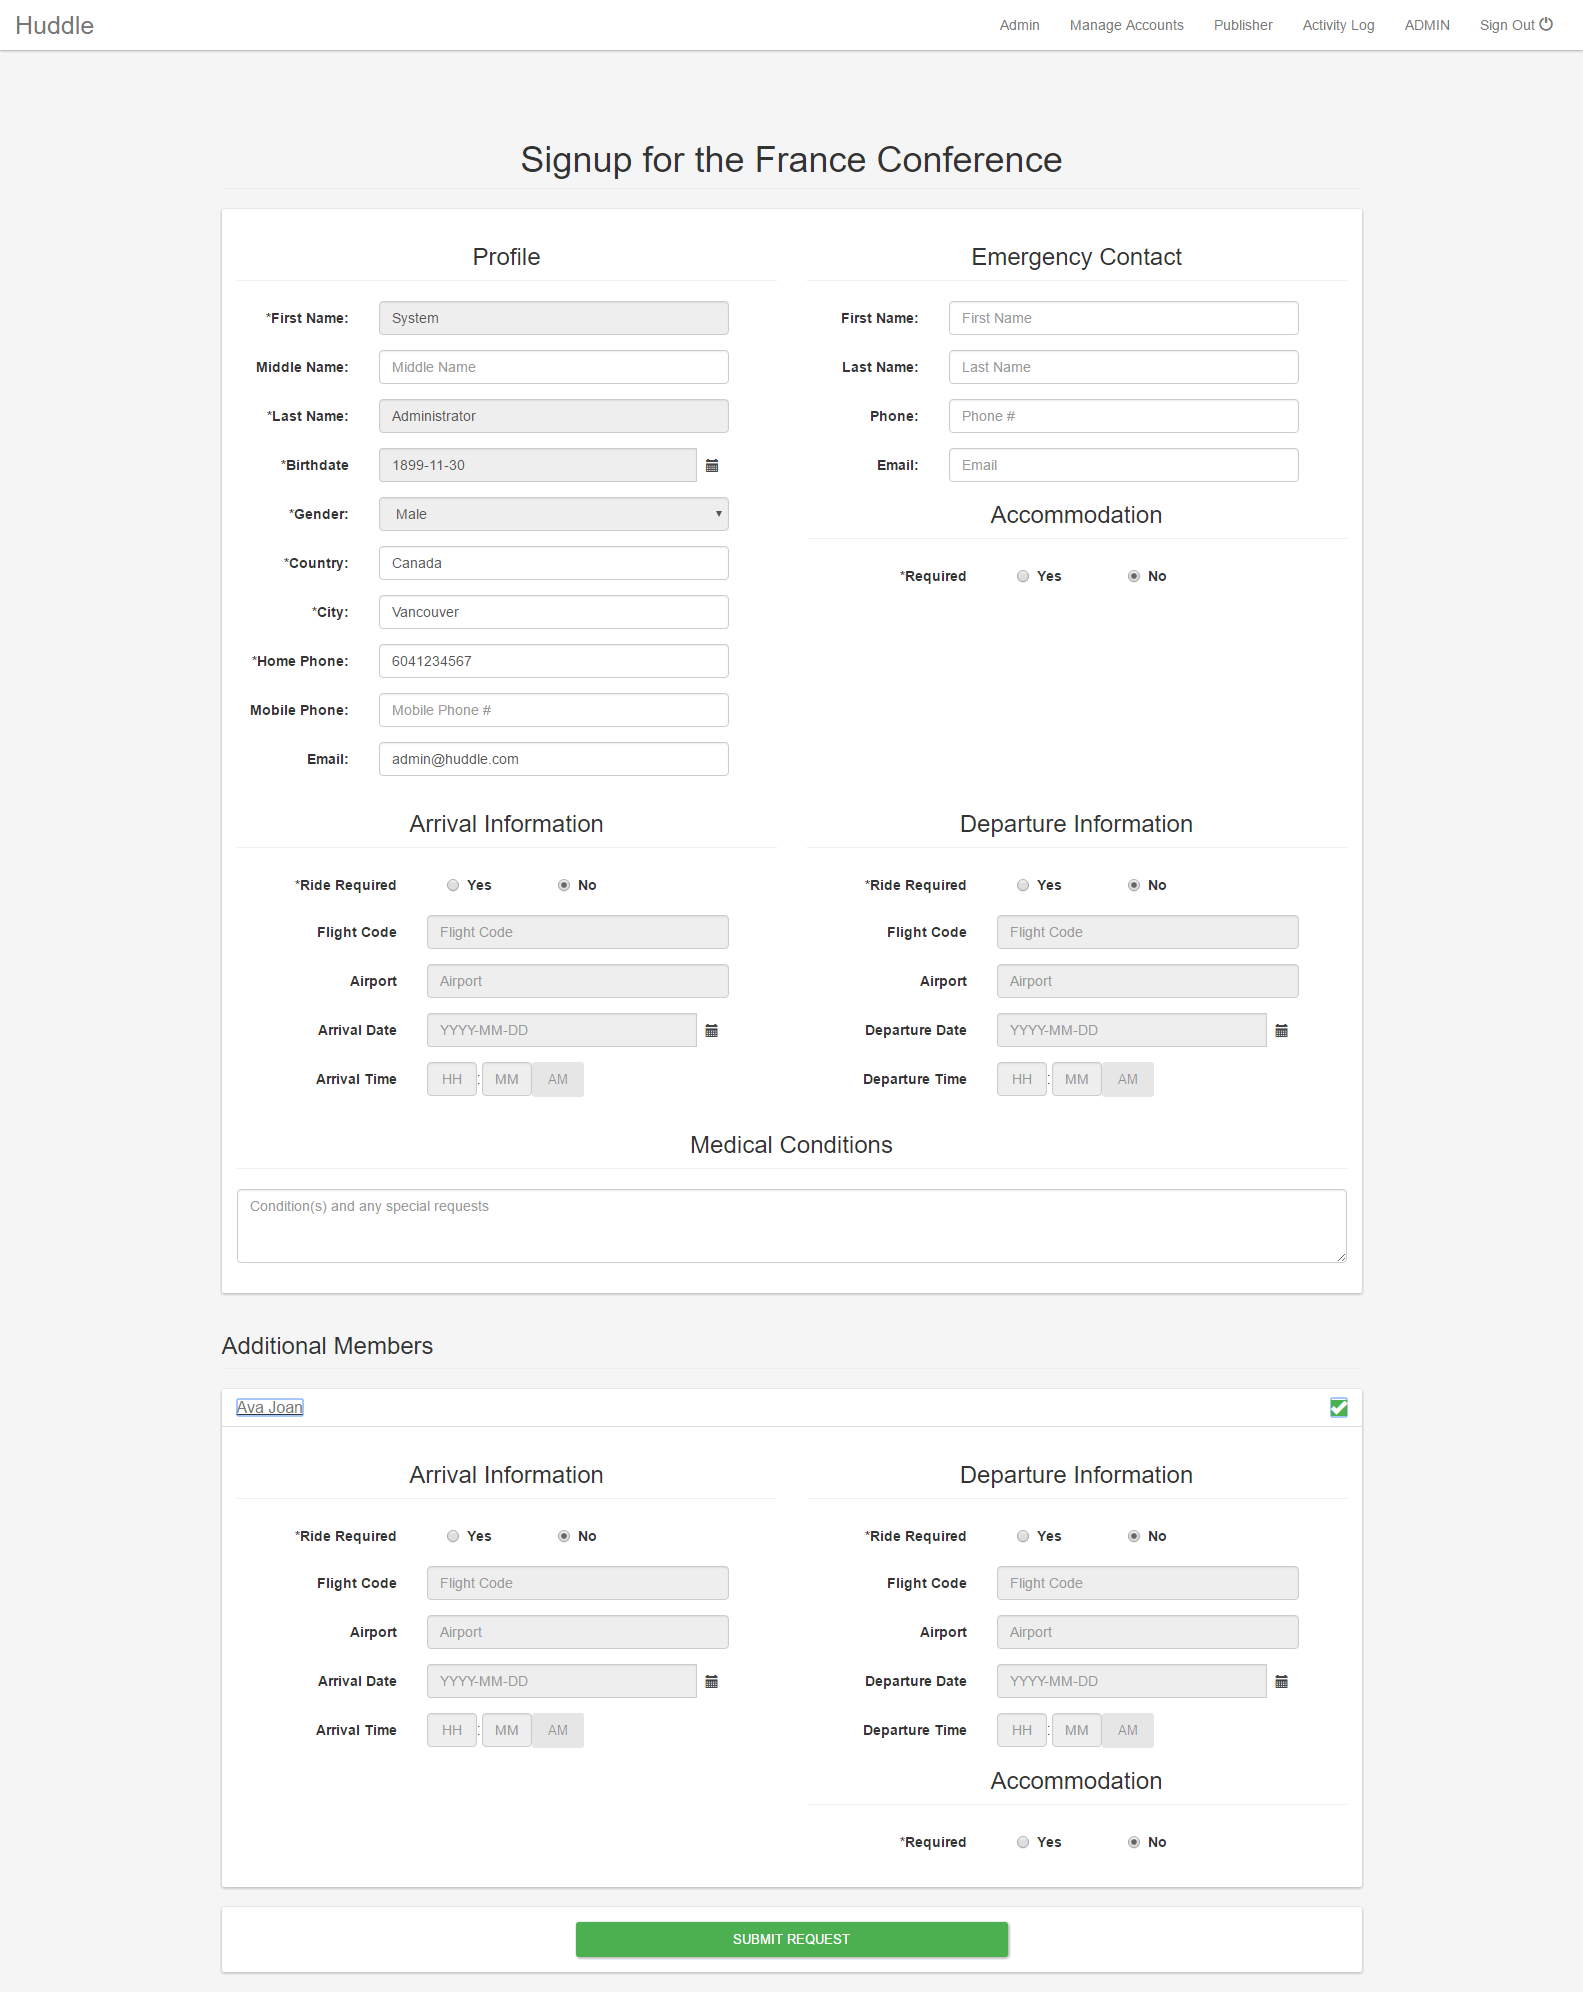 Huddle
Admin Manage Accounts Publisher Activity Log ADMIN Sign Out
Signup for the France Conference
Profile
*First Name: System
Middle Name: Middle Name
*Last Name: Administrator
*Birthdate 1899-11-30
*Gender: Male
*Country: Canada
*City: Vancouver
*Home Phone: 6041234567
Mobile Phone: Mobile Phone #
Email: admin@huddle.com
Emergency Contact
First Name: First Name
Last Name: Last Name
Phone: Phone #
Email: Email
Accommodation
*Required Yes No
Arrival Information
*Ride Required Yes No
Flight Code Flight Code
Airport Airport
Arrival Date YYYY-MM-DD
Arrival Time HH : MM AM
Departure Information
*Ride Required Yes No
Flight Code Flight Code
Airport Airport
Departure Date YYYY-MM-DD
Departure Time HH : MM AM
Medical Conditions
Condition(s) and any special requests
Additional Members
Ava Joan
Arrival Information
*Ride Required Yes No
Flight Code Flight Code
Airport Airport
Arrival Date YYYY-MM-DD
Arrival Time HH : MM AM
Departure Information
*Ride Required Yes No
Flight Code Flight Code
Airport Airport
Departure Date YYYY-MM-DD
Departure Time HH : MM AM
Accommodation
*Required Yes No
SUBMIT REQUEST